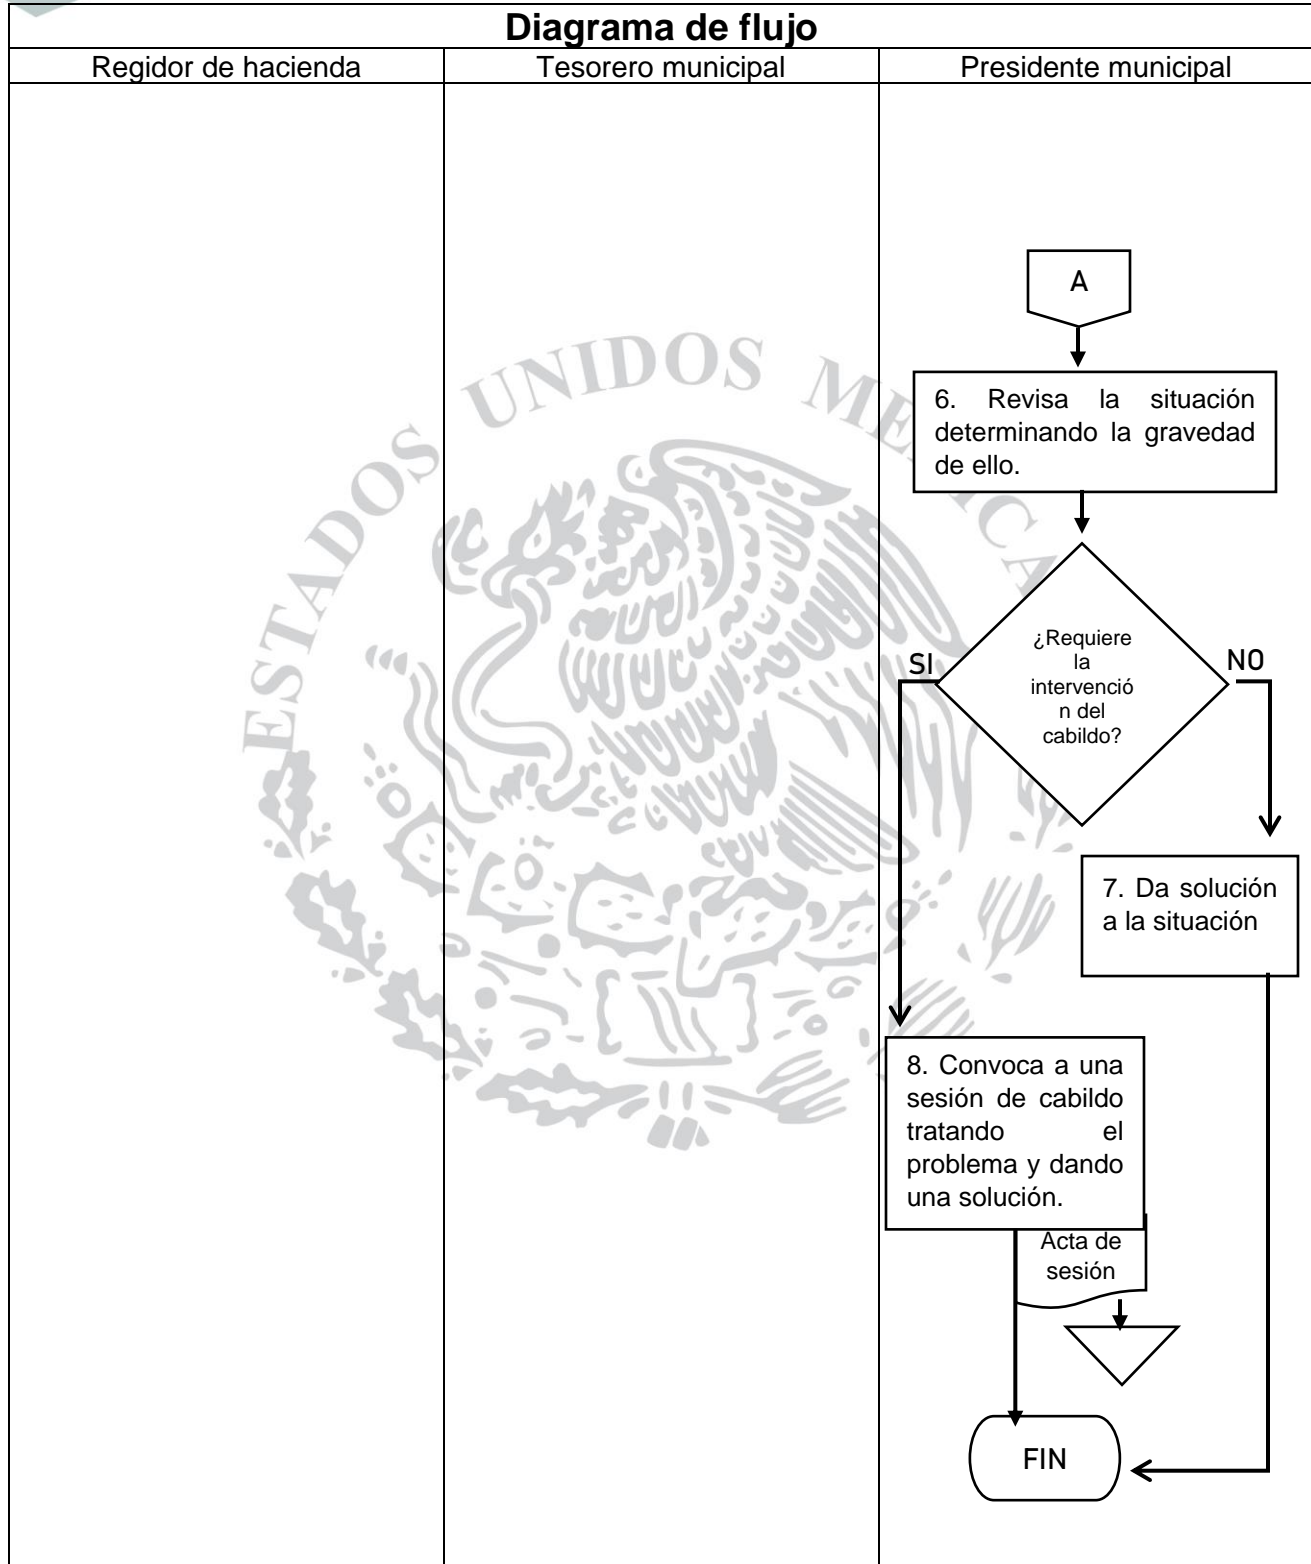 Diagrama de flujo
Regidor de hacienda
Tesorero municipal
Presidente municipal
ESTADOS UNIDOS MEXICA
A
6. Revisa la situación
determinando la gravedad
de ello.
¿Requiere
la
intervenció
n del
cabildo?
SI
NO
7. Da solución
a la situación
8. Convoca a una
sesión de cabildo
tratando el
problema y dando
una solución.
Acta de
sesión
FIN